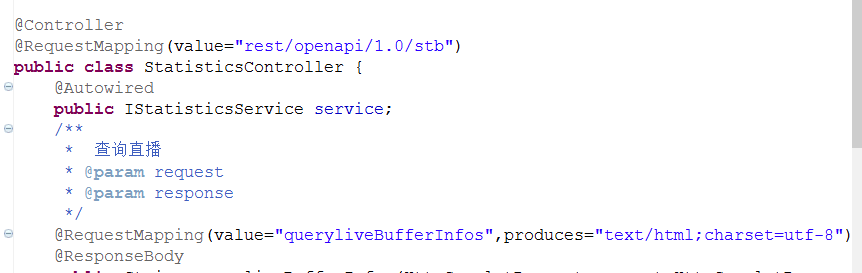 @Controller
@RequestMapping(value="rest/openapi/1.0/stb")
public class StatisticsController {
@Autowired
public IStatisticsService service;
/**
* 查询直播
* @param request
* @param response
*/
@RequestMapping(value="queryliveBufferInfos",produces="text/html;charset=utf-8")
@ResponseBody